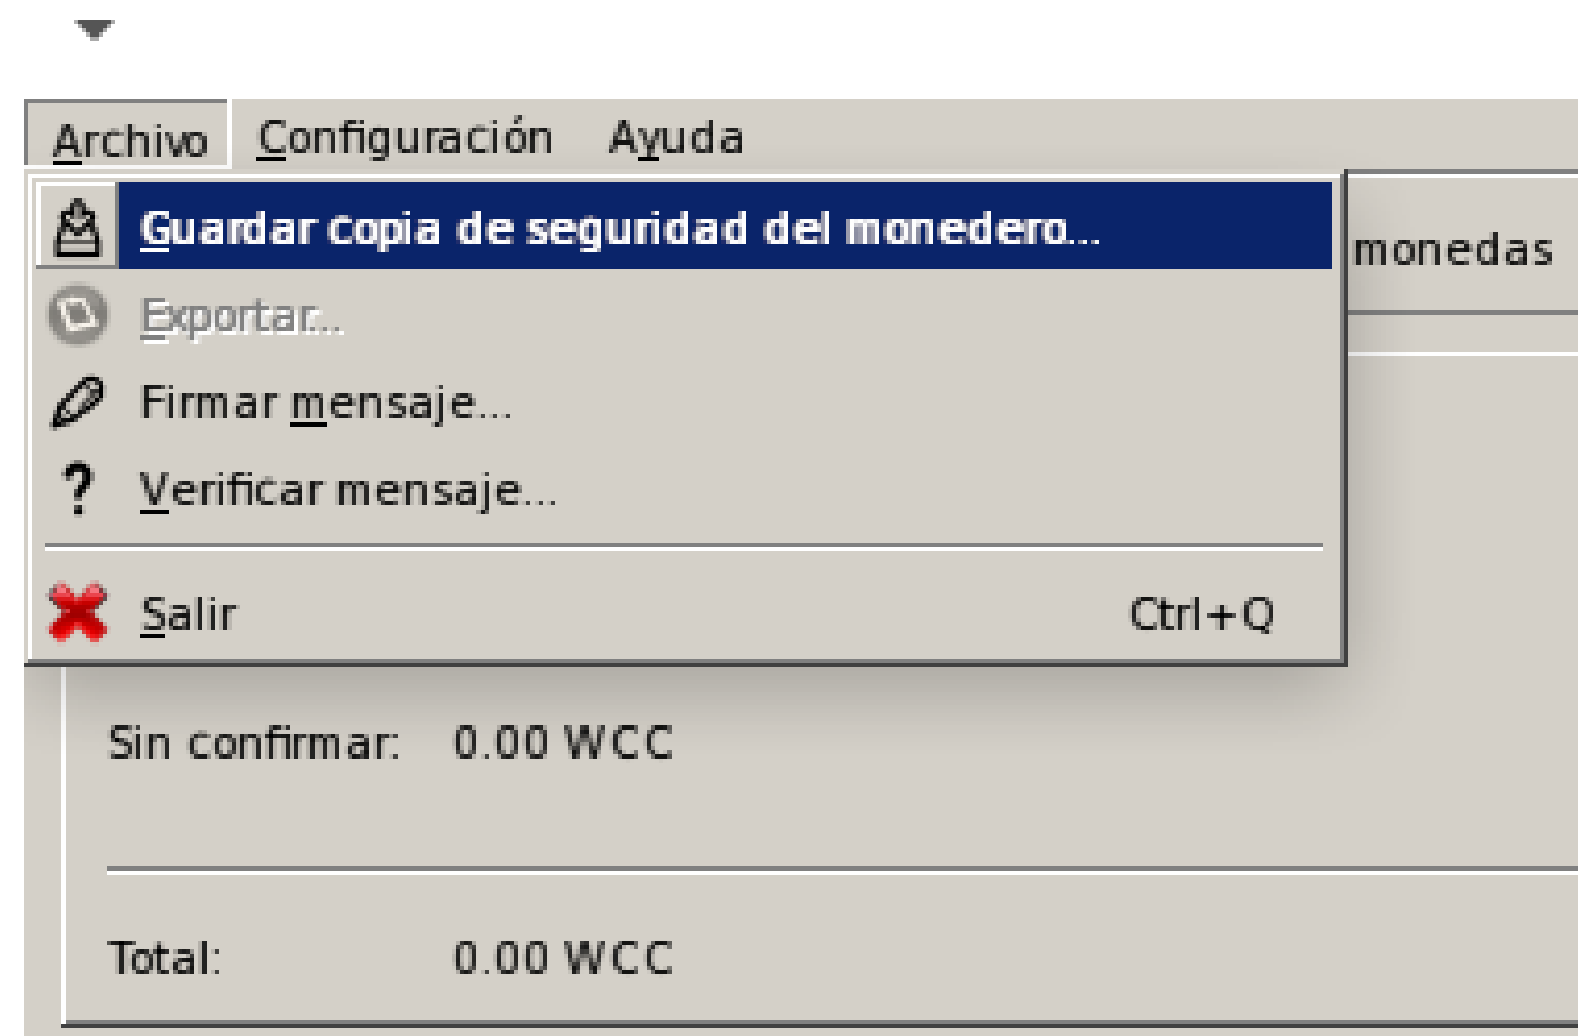 Archivo Configuración Ayuda
Guardar copia de seguridad del monedero...
monedas
Exportar...
Firmar mensaje...
Verificar mensaje...
Salir Ctrl+Q
Sin confirmar: 0.00 WCC
Total: 0.00 WCC